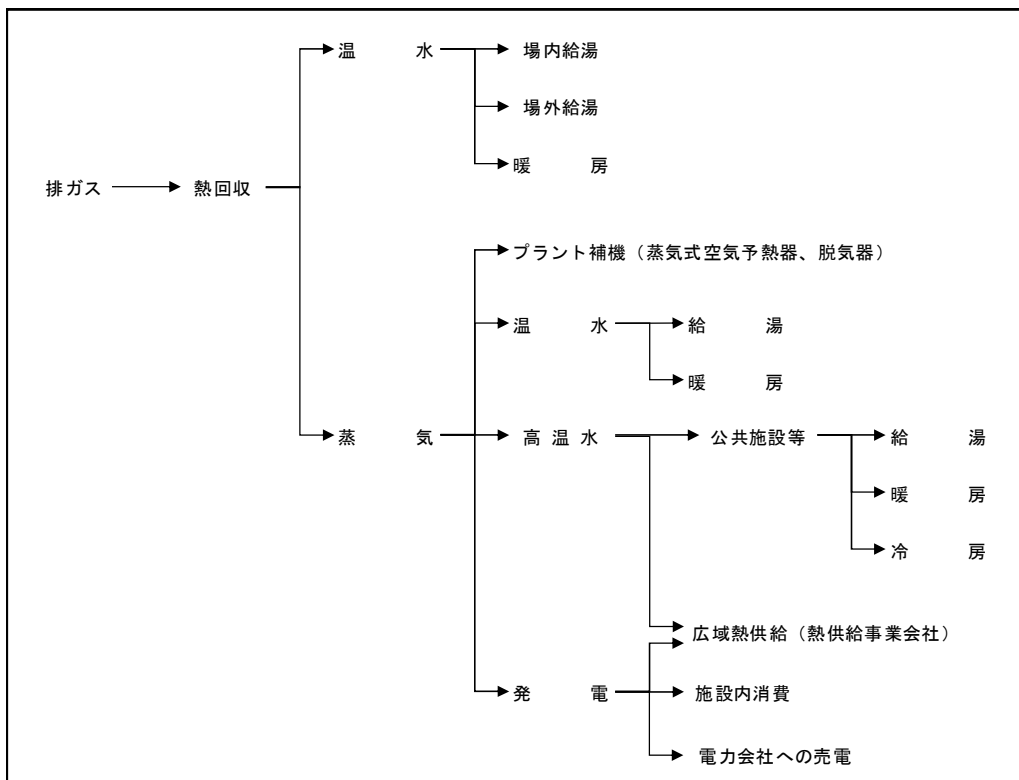 温 水
場内給湯
場外給湯
暖 房
排ガス
熱回収
プラント補機（蒸気式空気予熱器、脱気器）
温 水
給 湯
暖 房
蒸 気
高 温 水
公共施設等
給 湯
暖 房
冷 房
広域熱供給（熱供給事業会社）
発 電
施設内消費
電力会社への売電